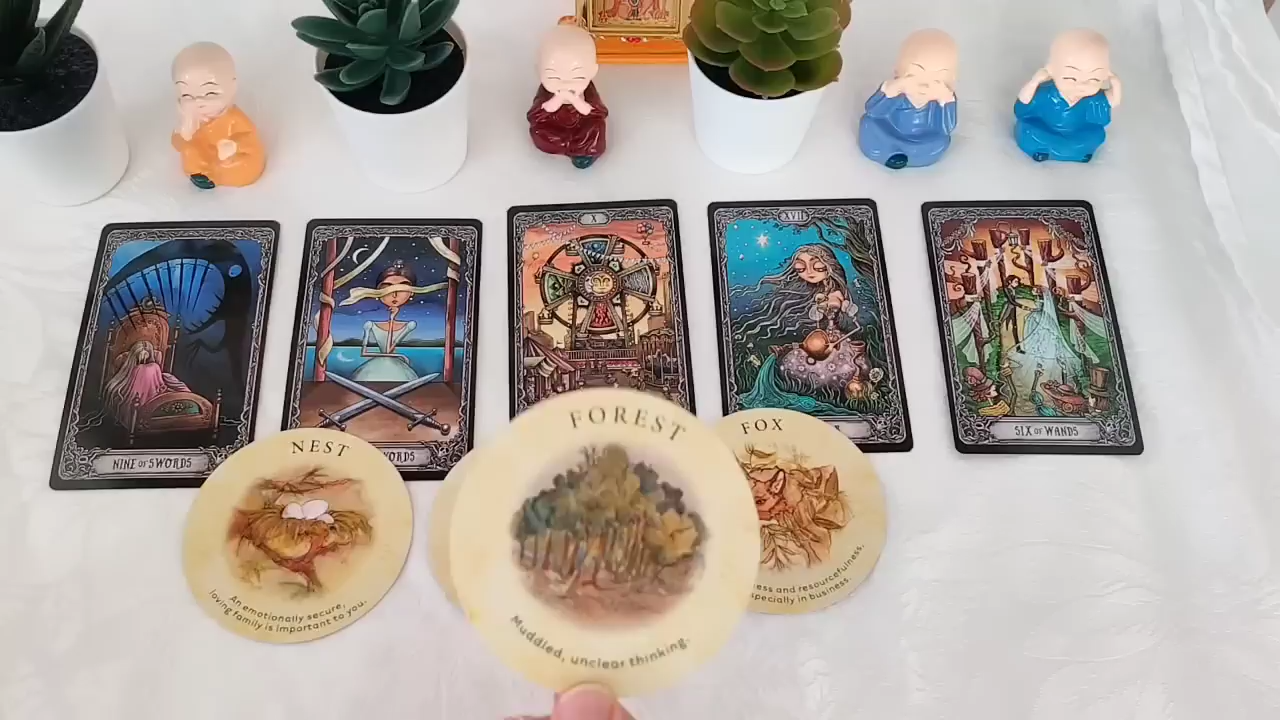 X
XVII
NINE OF SWORDS
WORDS
SIX OF WANDS
NEST
An emotionally secure,
loving family is important to you.
FOREST
Muddled, unclear thinking.
FOX
ess and resourcefulness,
specially in business.